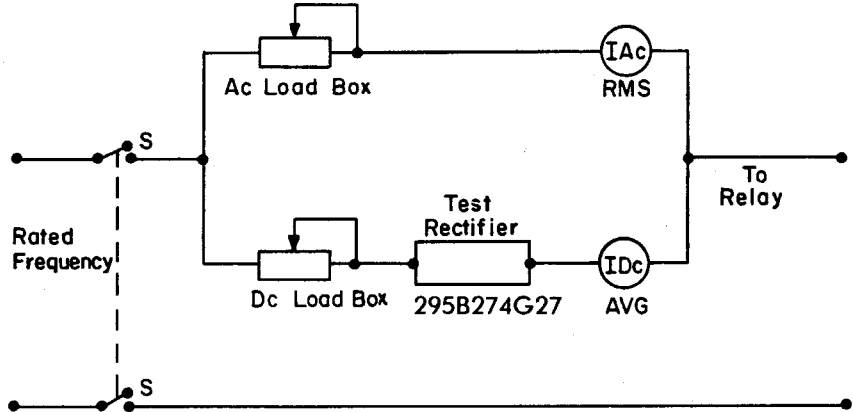 Ac Load Box
IAc
RMS
S
To
Relay
Test
Rectifier
Rated
Frequency
IDc
Dc Load Box
295B274G27
AVG
S